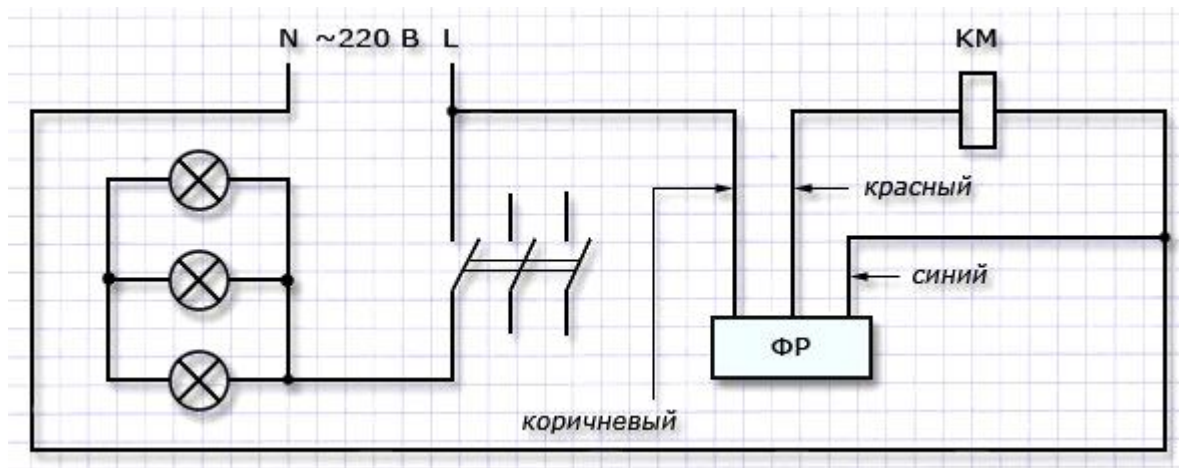 N ~220 В L
КМ
красный
синий
ФР
коричневый